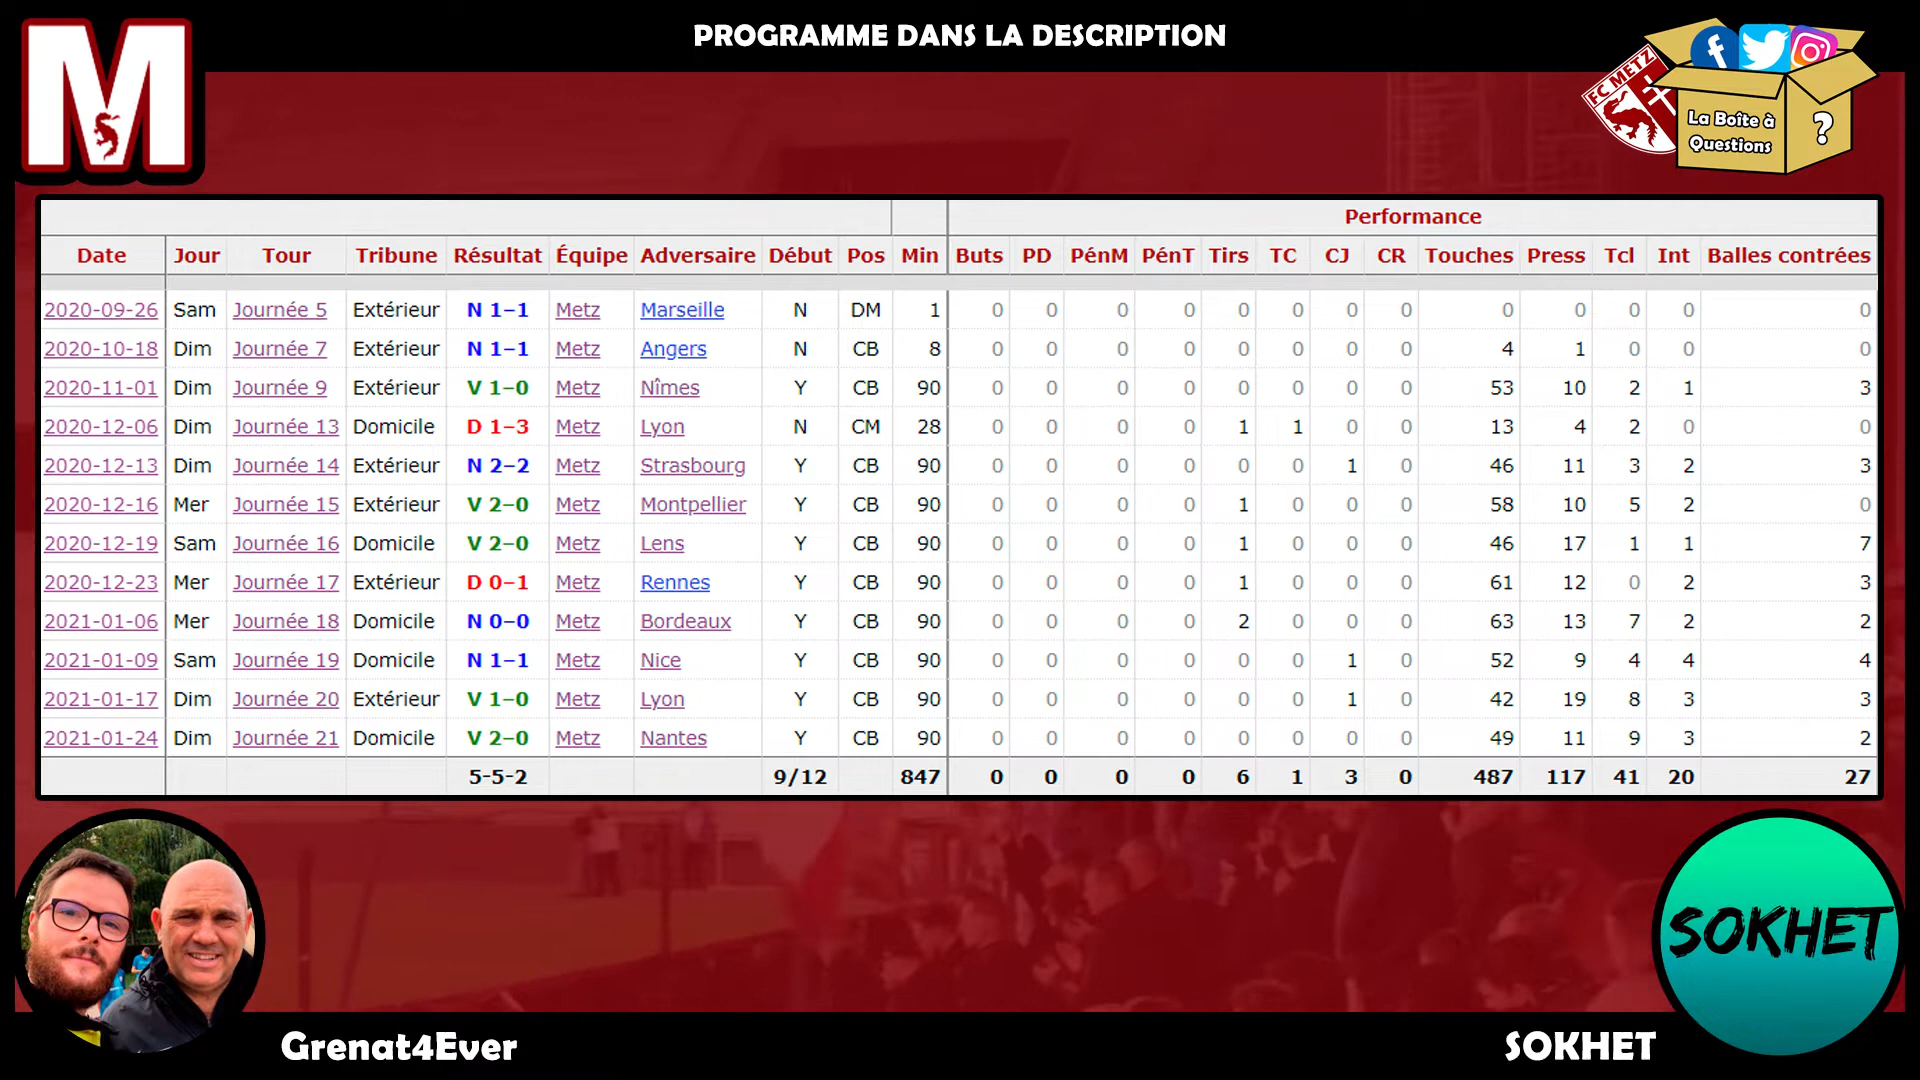 PROGRAMME DANS LA DESCRIPTION
M
FC METZ
La Boîte à
Questions
?
Performance
Date Jour Tour Tribune Résultat Équipe Adversaire Début Pos Min Buts PD PénM PénT Tirs TC CJ CR Touches Press Tcl Int Balles contrées
2020-09-26 Sam Journée 5 Extérieur N 1–1 Metz Marseille N DM 1 0 0 0 0 0 0 0 0 0 0 0 0 0
2020-10-18 Dim Journée 7 Extérieur N 1–1 Metz Angers N CB 8 0 0 0 0 0 0 0 0 4 1 0 0 0
2020-11-01 Dim Journée 9 Extérieur V 1–0 Metz Nîmes Y CB 90 0 0 0 0 0 0 0 0 53 10 2 1 3
2020-12-06 Dim Journée 13 Domicile D 1–3 Metz Lyon N CM 28 0 0 0 0 1 1 0 0 13 4 2 0 0
2020-12-13 Dim Journée 14 Extérieur N 2–2 Metz Strasbourg Y CB 90 0 0 0 0 0 0 1 0 46 11 3 2 3
2020-12-16 Mer Journée 15 Extérieur V 2–0 Metz Montpellier Y CB 90 0 0 0 0 1 0 0 0 58 10 5 2 0
2020-12-19 Sam Journée 16 Domicile V 2–0 Metz Lens Y CB 90 0 0 0 0 1 0 0 0 46 17 1 1 7
2020-12-23 Mer Journée 17 Extérieur D 0–1 Metz Rennes Y CB 90 0 0 0 0 1 0 0 0 61 12 0 2 3
2021-01-06 Mer Journée 18 Domicile N 0–0 Metz Bordeaux Y CB 90 0 0 0 0 2 0 0 0 63 13 7 2 2
2021-01-09 Sam Journée 19 Domicile N 1–1 Metz Nice Y CB 90 0 0 0 0 0 0 1 0 52 9 4 4 4
2021-01-17 Dim Journée 20 Extérieur V 1–0 Metz Lyon Y CB 90 0 0 0 0 0 0 1 0 42 19 8 3 3
2021-01-24 Dim Journée 21 Domicile V 2–0 Metz Nantes Y CB 90 0 0 0 0 0 0 0 0 49 11 9 3 2
5-5-2 9/12 847 0 0 0 0 6 1 3 0 487 117 41 20 27
SOKHET
Grenat4Ever
SOKHET